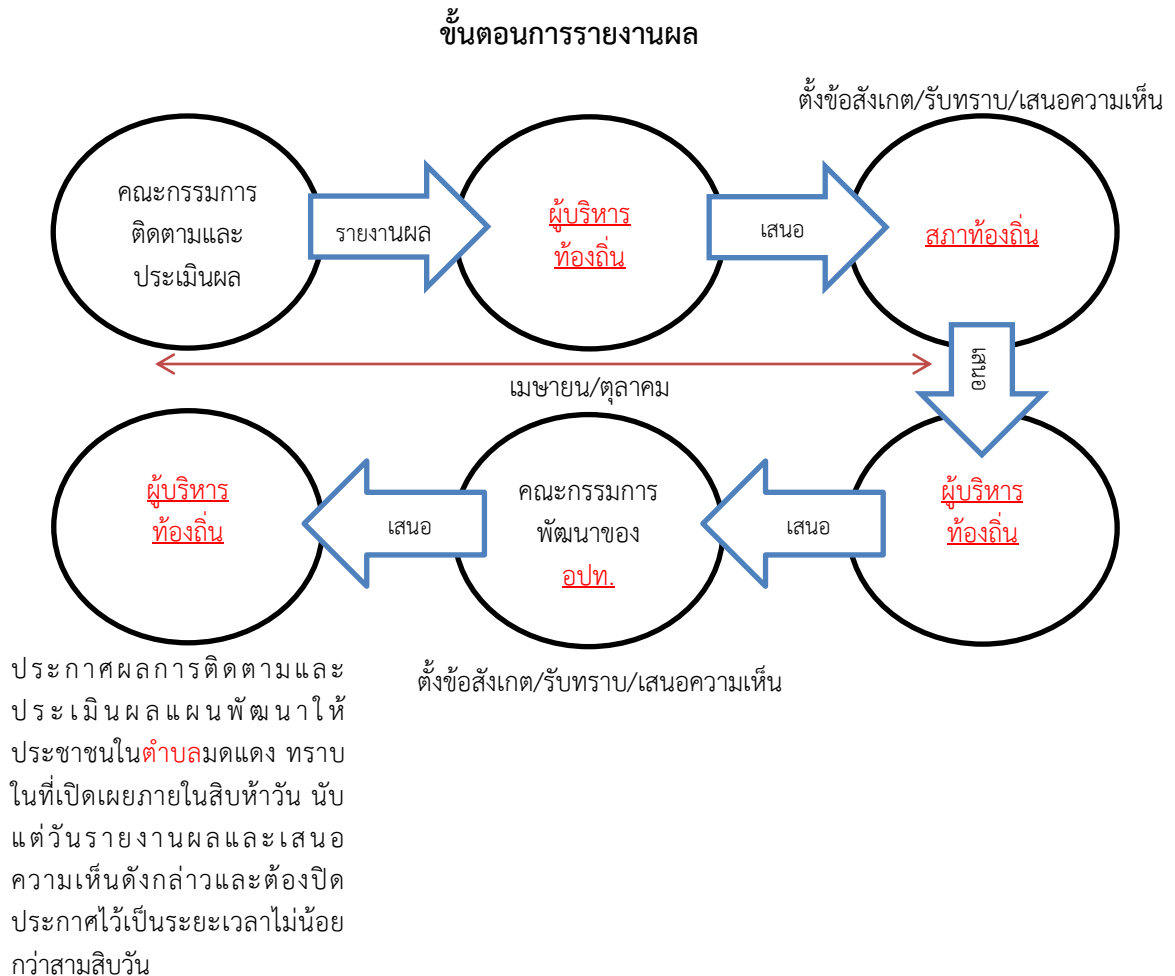 ขั้นตอนการรายงานผล
ตั้งข้อสังเกต/รับทราบ/เสนอความเห็น
คณะกรรมการ
ติดตามและ
ประเมินผล
รายงานผล
ผู้บริหาร
ท้องถิ่น
เสนอ
สภาท้องถิ่น
เสนอ
เมษายน/ตุลาคม
ผู้บริหาร
ท้องถิ่น
เสนอ
คณะกรรมการ
พัฒนาของ
อปท.
เสนอ
ผู้บริหาร
ท้องถิ่น
ตั้งข้อสังเกต/รับทราบ/เสนอความเห็น
ประกาศผลการติดตามและ
ประเมินผลแผนพัฒนาให้
ประชาชนในตำบลมดแดง ทราบ
ในที่เปิดเผยภายในสิบห้าวัน นับ
แต่วันรายงานผลและเสนอ
ความเห็นดังกล่าวและต้องปิด
ประกาศไว้เป็นระยะเวลาไม่น้อย
กว่าสามสิบวัน